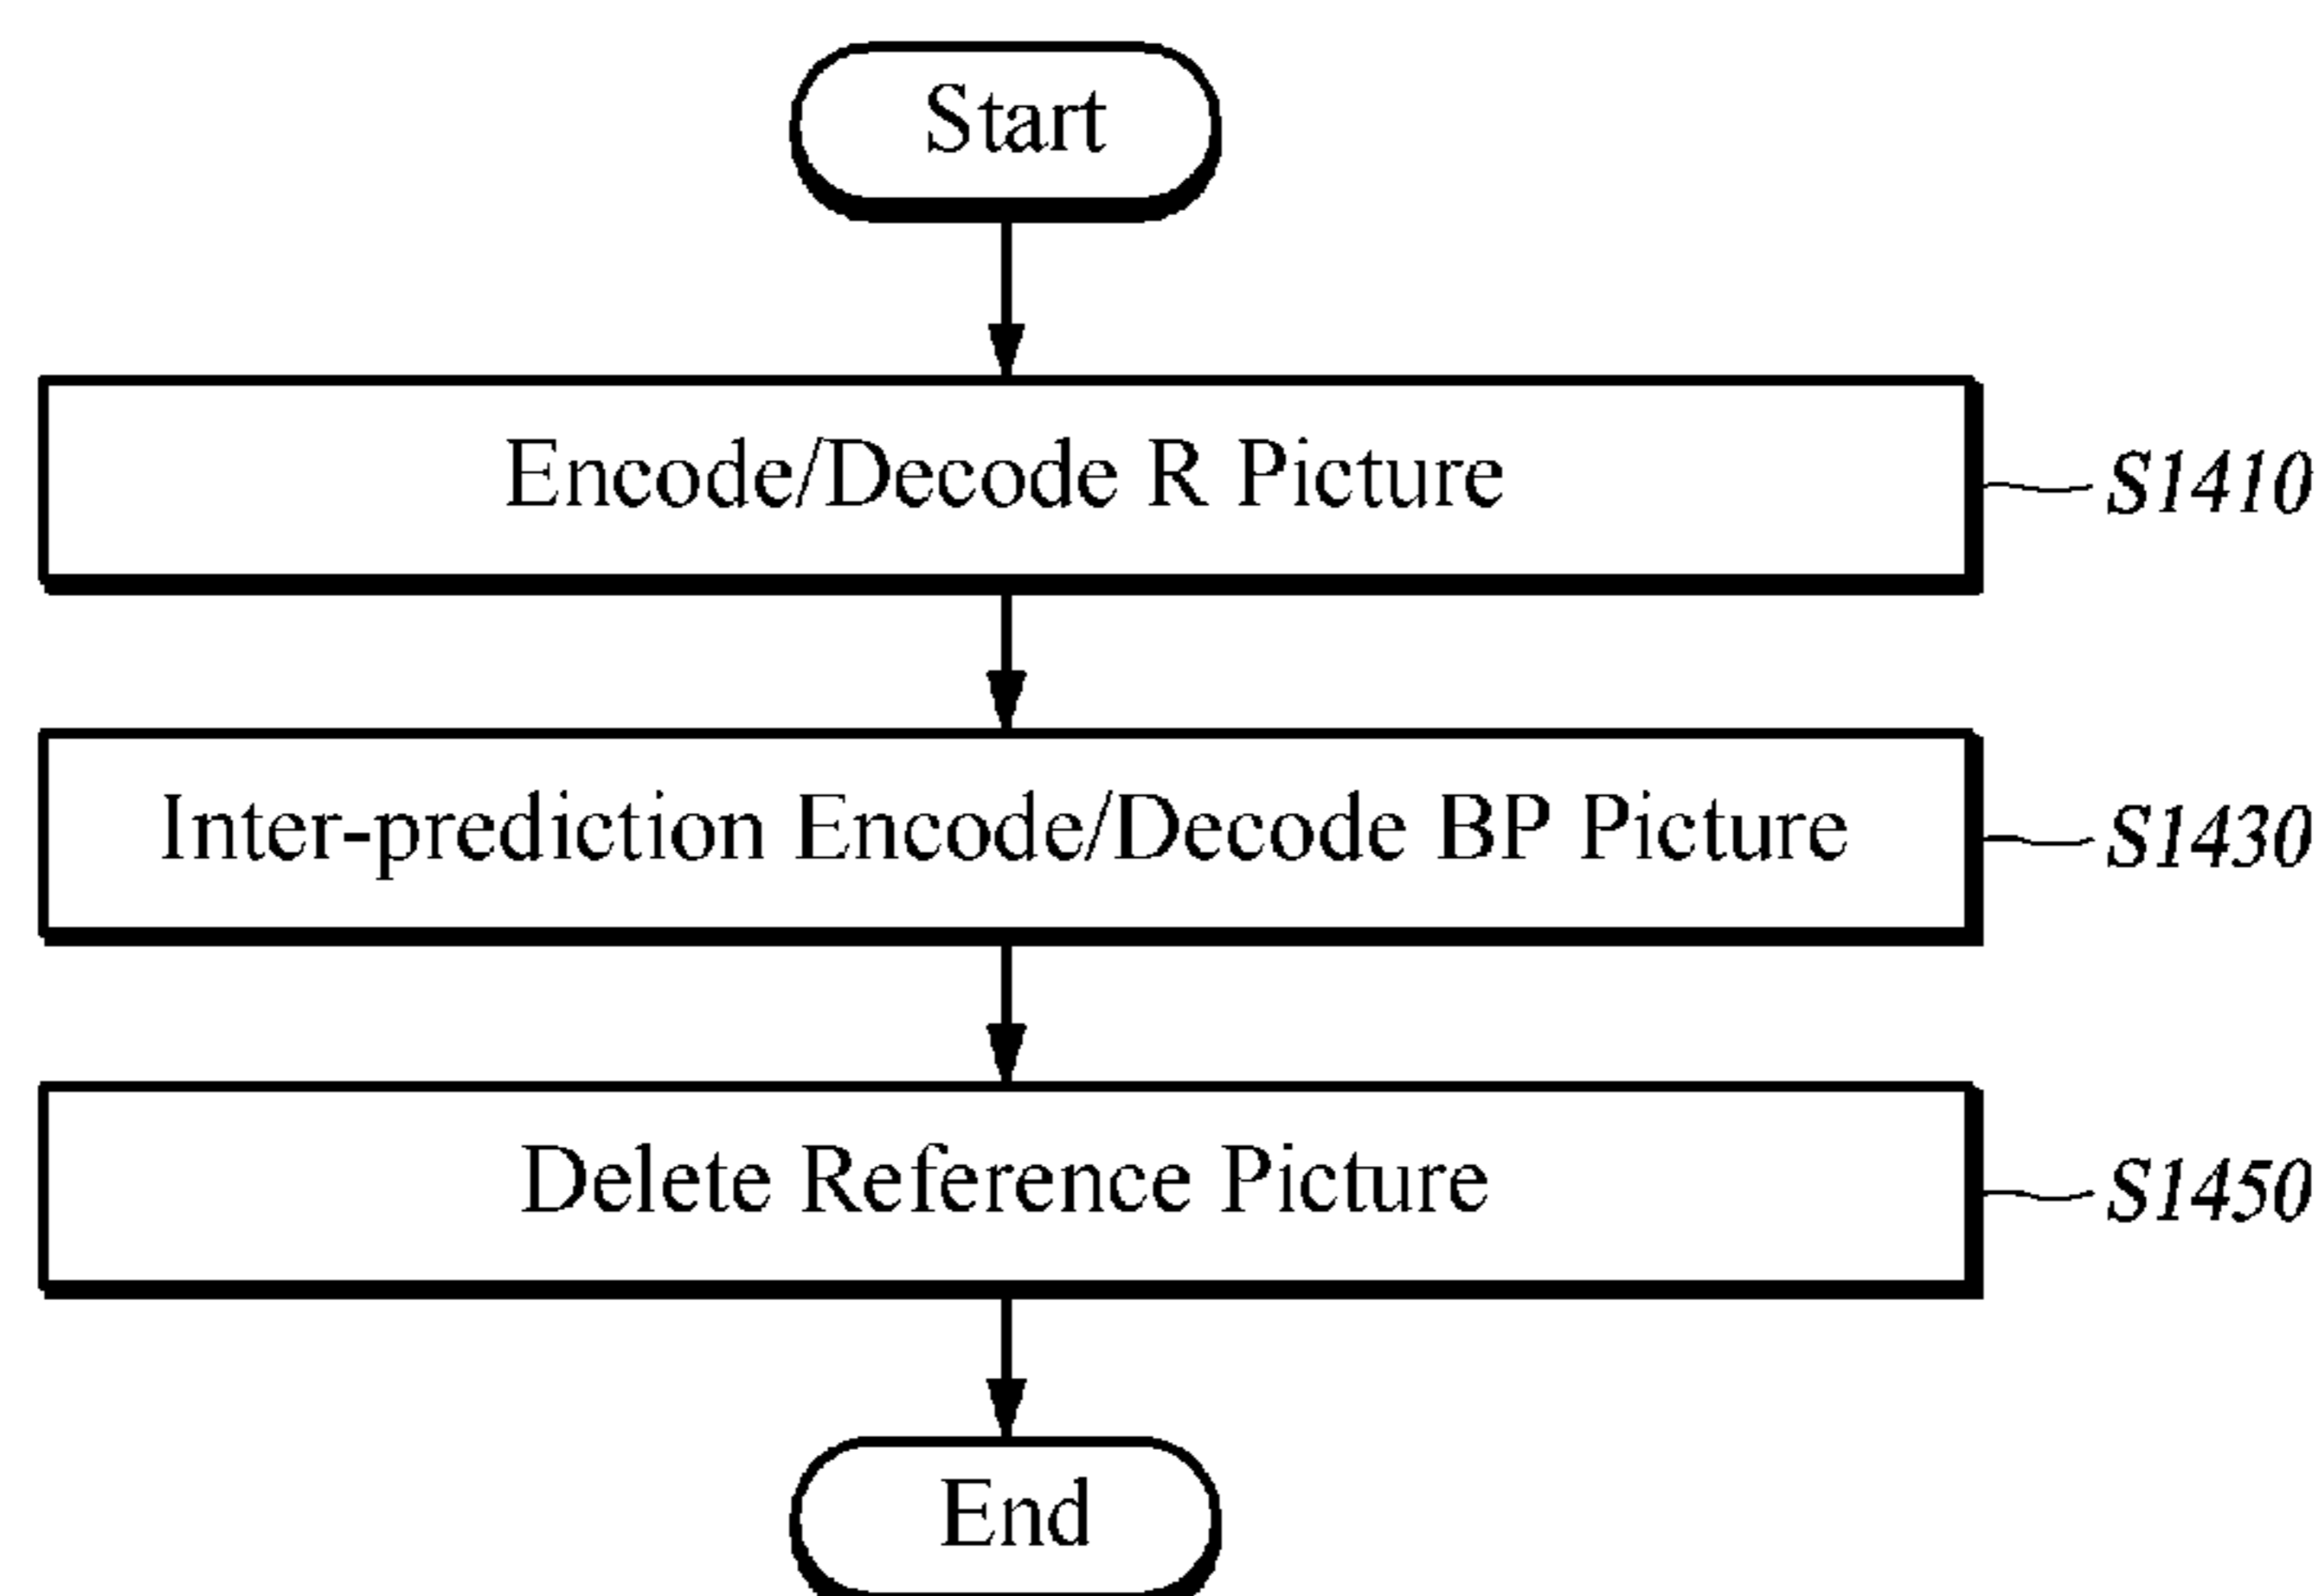 Start
Encode/Decode R Picture
S1410
Inter-prediction Encode/Decode BP Picture
S1430
Delete Reference Picture
S1450
End